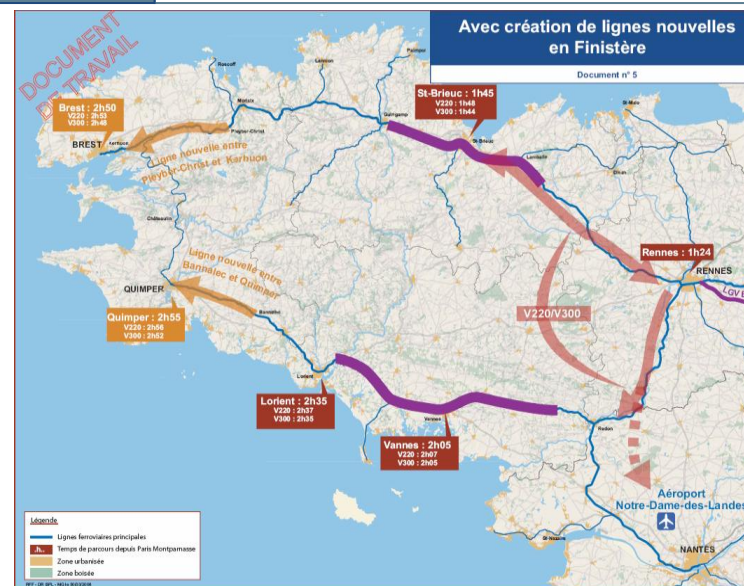 Avec création de lignes nouvelles
en Finistère
Document n° 5
DOCUMENT
DE TRAVAIL
Roscoff
Lannion
Paimpol
St-Brieuc : 1h45
V220 : 1h48
V300 : 1h44
St-Malo
Brest : 2h50
V220 : 2h53
V300 : 2h48
Morlaix
Guingamp
BREST
Kerhuon
Pleyber-Christ
St-Brieuc
Lamballe
Ligne nouvelle entre
Pleyber-Christ et Kerhuon
Dinan
Châteaulin
Rennes : 1h24
RENNES
LGV
Ligne nouvelle entre
Bannalec et Quimper
QUIMPER
V220/V300
Quimper : 2h55
V220 : 2h56
V300 : 2h52
Bannalec
Lorient
Lorient : 2h35
V220 : 2h37
V300 : 2h35
Vannes
Redon
Vannes : 2h05
V220 : 2h07
V300 : 2h05
Aéroport
Notre-Dame-des-Landes
St-Nazaire
NANTES
Légende
Lignes ferroviaires principales
..h..
Temps de parcours depuis Paris Montparnasse
Zone urbanisée
Zone boisée